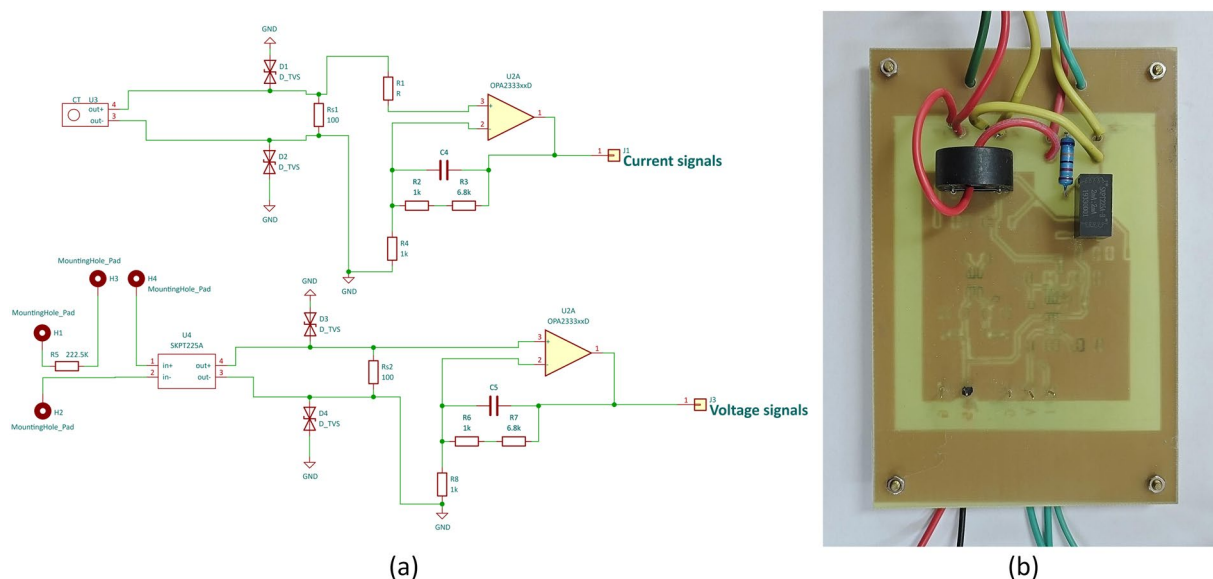 GND
D1
D_TVS
CT U3
out+ 4
out- 3
Rs1
100
D2
D_TVS
GND
R1
R
U2A
OPA2333xxD
3 +
2 -
1
C4
R2
1k
R3
6.8k
R4
1k
GND
1 J1
Current signals
MountingHole_Pad
H3
H4
MountingHole_Pad
MountingHole_Pad
H1
R5 222.5K
H2
MountingHole_Pad
U4
SKPT225A
1 in+ out+ 4
2 in- out- 3
GND
D3
D_TVS
Rs2
100
D4
D_TVS
GND
U2A
OPA2333xxD
3 +
2 -
1
C5
R6
1k
R7
6.8k
R8
1k
GND
1 J3
Voltage signals
(a)
(b)